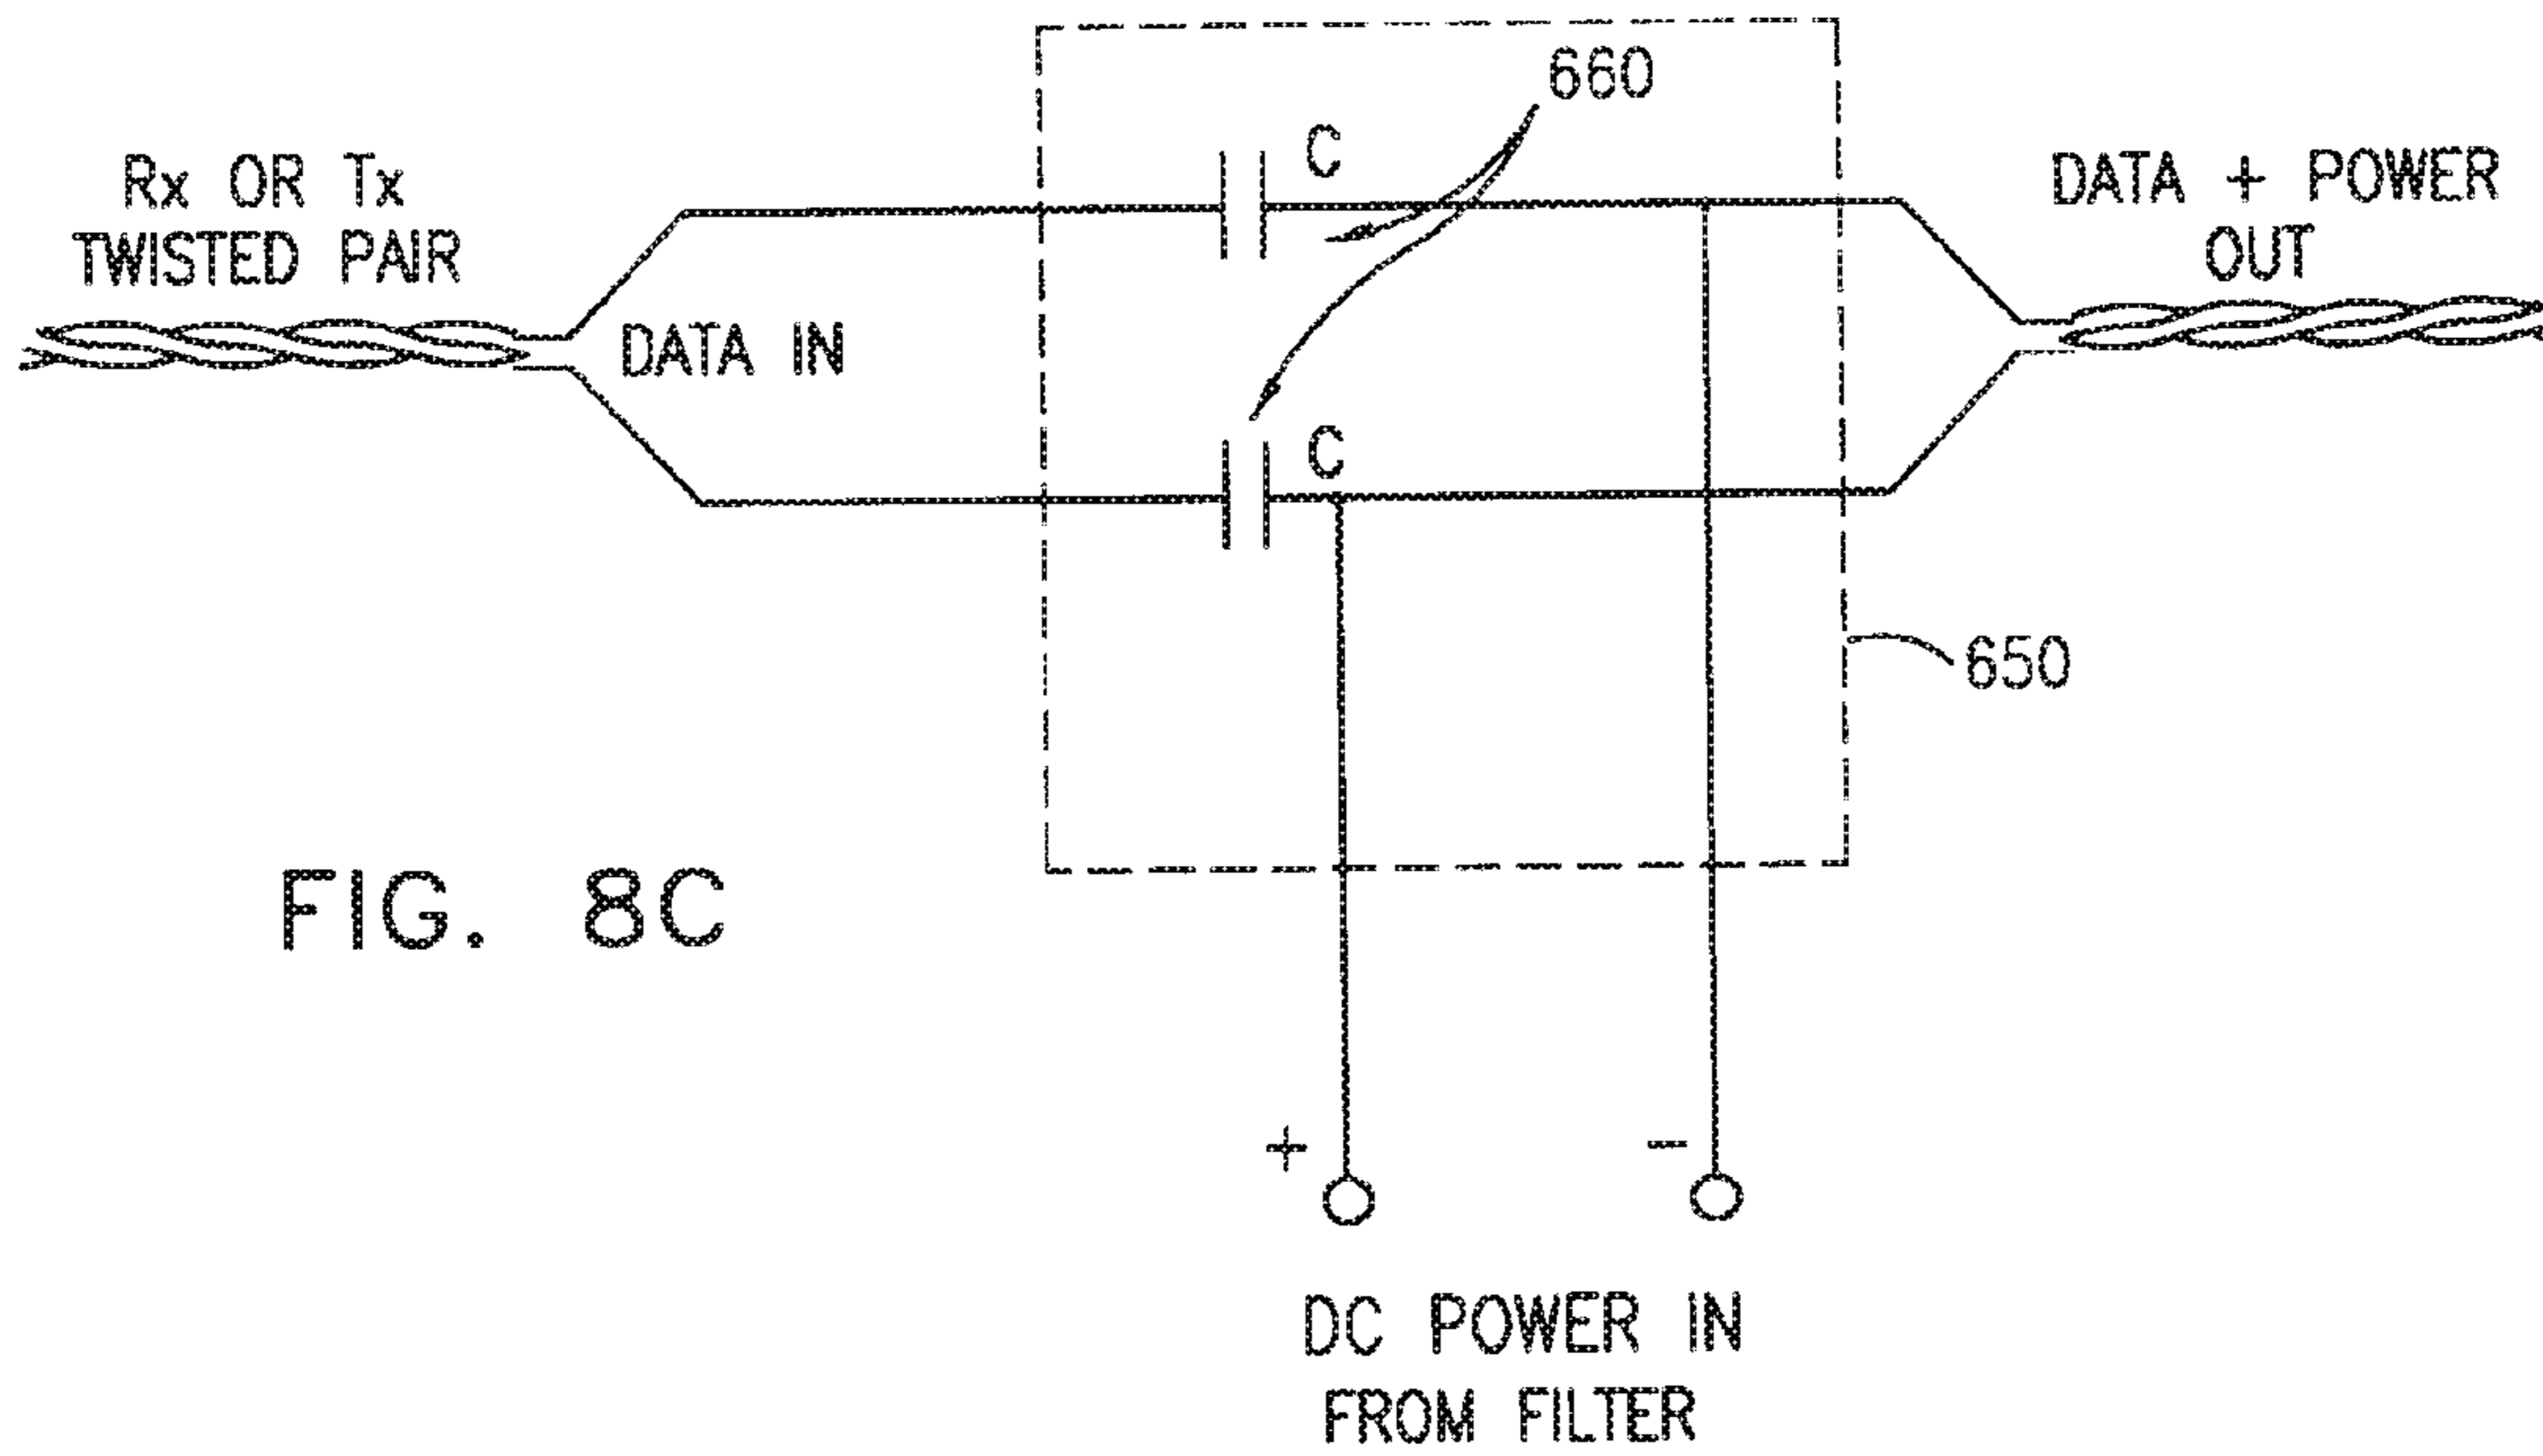 660
C
Rx OR Tx
TWISTED PAIR
DATA + POWER
OUT
DATA IN
C
650
FIG. 8C
+
−
DC POWER IN
FROM FILTER